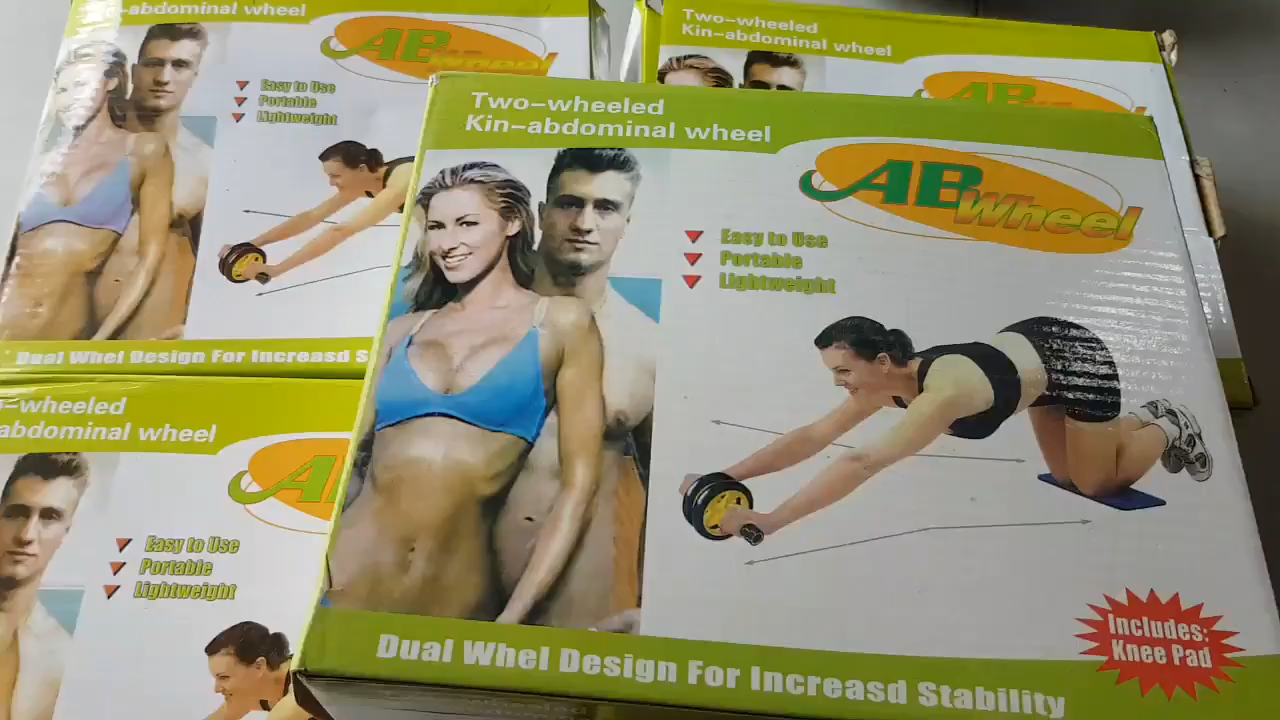 -abdominal wheel
AB Wheel
Easy to Use
Portable
Lightweight
Dual Whel Design For Increasd S
Two-wheeled
Kin-abdominal wheel
AB
Two-wheeled
Kin-abdominal wheel
AB Wheel
Easy to Use
Portable
Lightweight
Includes:
Knee Pad
Dual Whel Design For Increasd Stability
-wheeled
abdominal wheel
A
Easy to Use
Portable
Lightweight